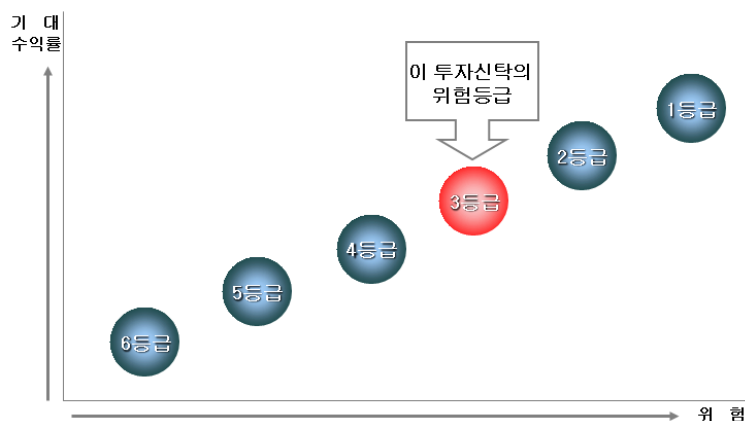 기 대
수익률
이 투자신탁의
위험등급
1등급
2등급
3등급
4등급
5등급
6등급
위 험